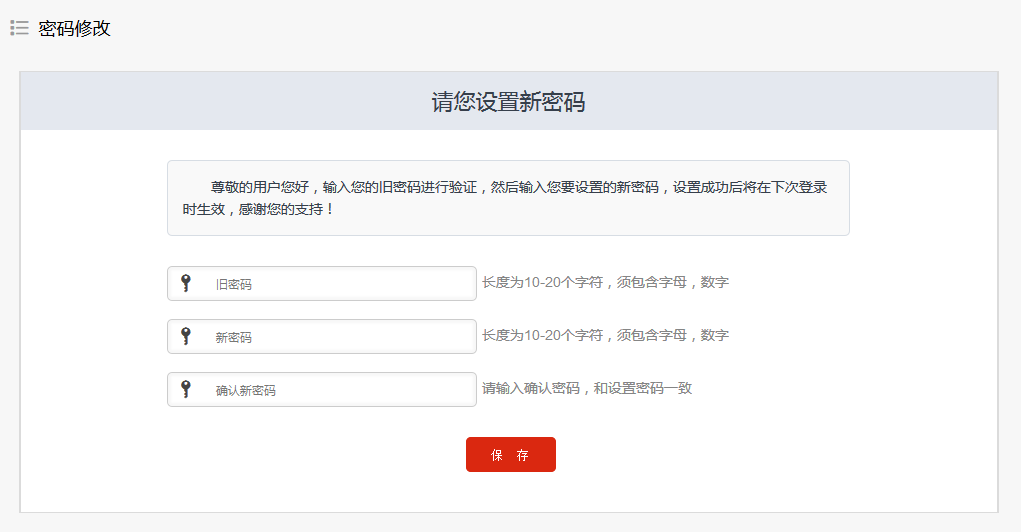 密码修改
请您设置新密码
尊敬的用户您好，输入您的旧密码进行验证，然后输入您要设置的新密码，设置成功后将在下次登录
时生效，感谢您的支持！
旧密码 长度为10-20个字符，须包含字母，数字
新密码 长度为10-20个字符，须包含字母，数字
确认新密码 请输入确认密码，和设置密码一致
保 存